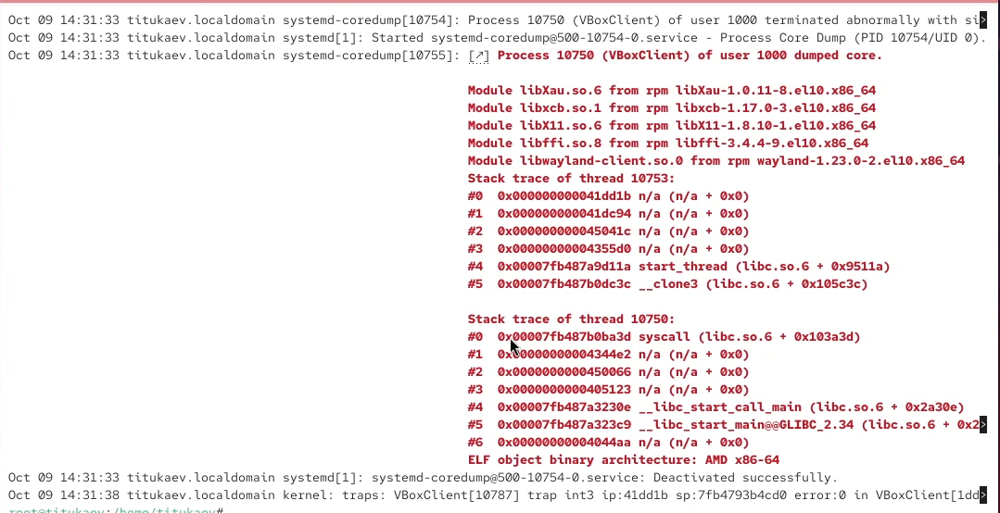 Oct 09 14:31:33 titukaev.localdomain systemd-coredump[10754]: Process 10750 (VBoxClient) of user 1000 terminated abnormally with si>
Oct 09 14:31:33 titukaev.localdomain systemd[1]: Started systemd-coredump@500-10754-0.service - Process Core Dump (PID 10754/UID 0).
Oct 09 14:31:33 titukaev.localdomain systemd-coredump[10755]: [↗] Process 10750 (VBoxClient) of user 1000 dumped core.
Module libXau.so.6 from rpm libXau-1.0.11-8.el10.x86_64
Module libxcb.so.1 from rpm libxcb-1.17.0-3.el10.x86_64
Module libX11.so.6 from rpm libX11-1.8.10-1.el10.x86_64
Module libffi.so.8 from rpm libffi-3.4.4-9.el10.x86_64
Module libwayland-client.so.0 from rpm wayland-1.23.0-2.el10.x86_64
Stack trace of thread 10753:
#0  0x000000000041dd1b n/a (n/a + 0x0)
#1  0x000000000041dc94 n/a (n/a + 0x0)
#2  0x000000000045041c n/a (n/a + 0x0)
#3  0x00000000004355d0 n/a (n/a + 0x0)
#4  0x00007fb487a9d11a start_thread (libc.so.6 + 0x9511a)
#5  0x00007fb487b0dc3c __clone3 (libc.so.6 + 0x105c3c)
Stack trace of thread 10750:
#0  0x00007fb487b0ba3d syscall (libc.so.6 + 0x103a3d)
#1  0x00000000004344e2 n/a (n/a + 0x0)
#2  0x0000000000450066 n/a (n/a + 0x0)
#3  0x0000000000405123 n/a (n/a + 0x0)
#4  0x00007fb487a3230e __libc_start_call_main (libc.so.6 + 0x2a30e)
#5  0x00007fb487a323c9 __libc_start_main@@GLIBC_2.34 (libc.so.6 + 0x2>
#6  0x00000000004044aa n/a (n/a + 0x0)
ELF object binary architecture: AMD x86-64
Oct 09 14:31:33 titukaev.localdomain systemd[1]: systemd-coredump@500-10754-0.service: Deactivated successfully.
Oct 09 14:31:38 titukaev.localdomain kernel: traps: VBoxClient[10787] trap int3 ip:41dd1b sp:7fb4793b4cd0 error:0 in VBoxClient[1dd>
root@titukaev:/home/titukaev#